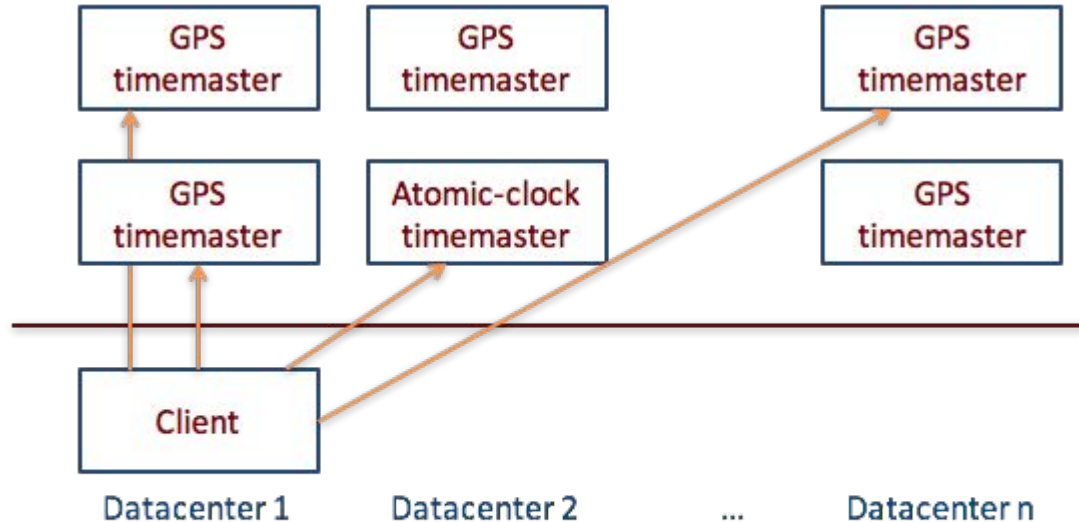 GPS
timemaster
GPS
timemaster
GPS
timemaster
GPS
timemaster
Atomic-clock
timemaster
GPS
timemaster
Client
Datacenter 1
Datacenter 2
...
Datacenter n